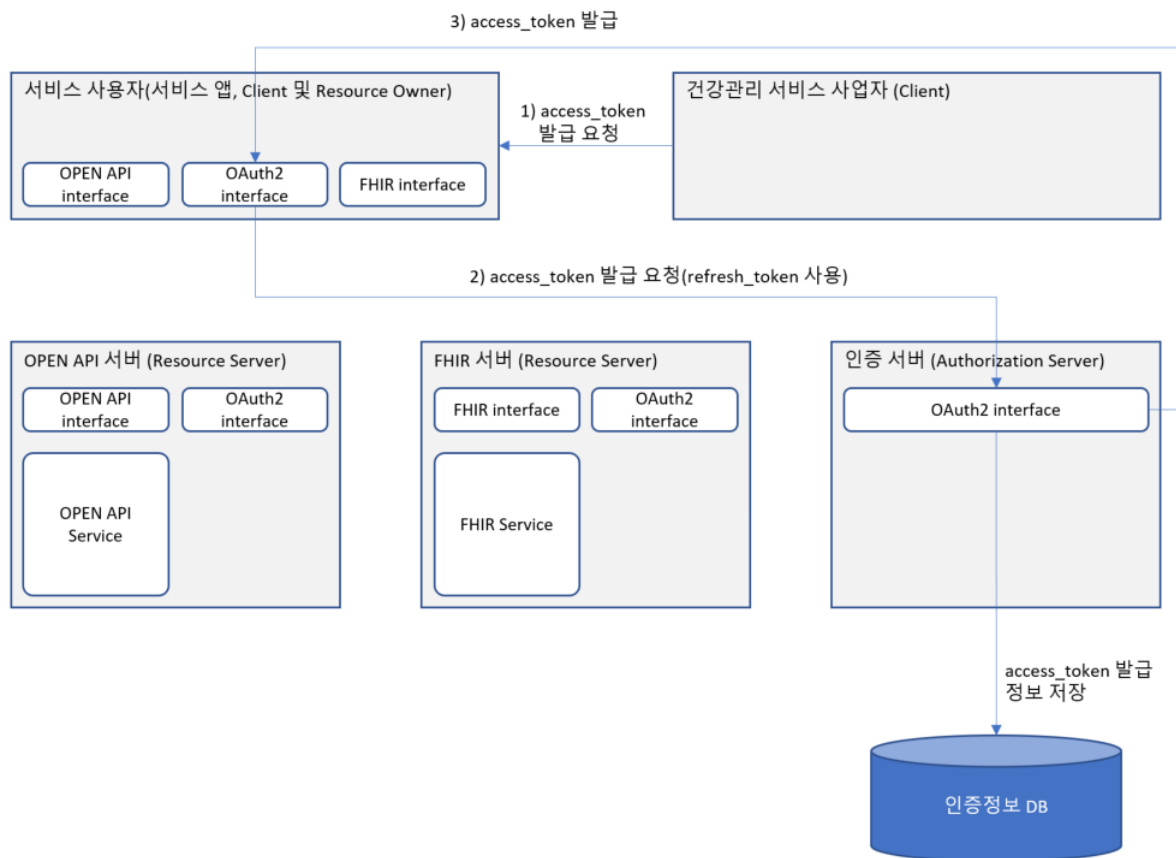 3) access_token 발급
서비스 사용자(서비스 앱, Client 및 Resource Owner)
건강관리 서비스 사업자 (Client)
1) access_token
발급 요청
OPEN API
interface
OAuth2
interface
FHIR interface
2) access_token 발급 요청(refresh_token 사용)
OPEN API 서버 (Resource Server)
OPEN API
interface
OAuth2
interface
OPEN API
Service
FHIR 서버 (Resource Server)
FHIR interface
OAuth2
interface
FHIR Service
인증 서버 (Authorization Server)
OAuth2 interface
access_token 발급
정보 저장
인증정보 DB